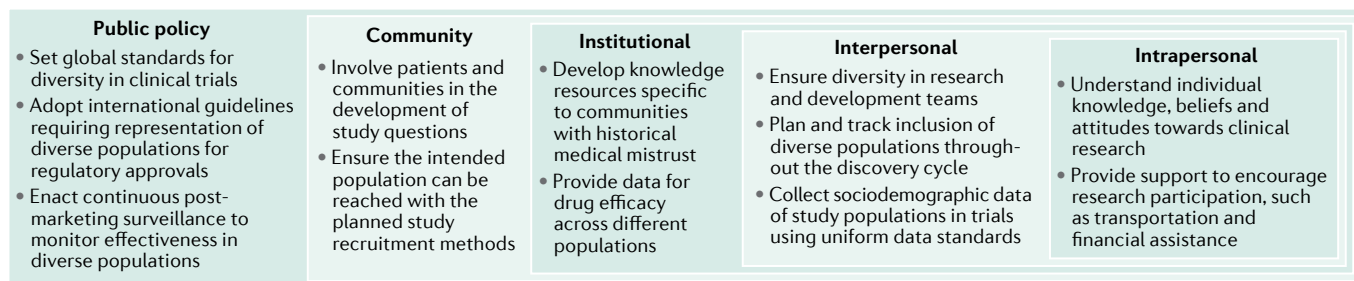 Public policy
• Set global standards for
diversity in clinical trials
• Adopt international guidelines
requiring representation of
diverse populations for
regulatory approvals
• Enact continuous post-
marketing surveillance to
monitor effectiveness in
diverse populations
Community
• Involve patients and
communities in the
development of
study questions
• Ensure the intended
population can be
reached with the
planned study
recruitment methods
Institutional
• Develop knowledge
resources specific
to communities
with historical
medical mistrust
• Provide data for
drug efficacy
across different
populations
Interpersonal
• Ensure diversity in research
and development teams
• Plan and track inclusion of
diverse populations through-
out the discovery cycle
• Collect sociodemographic data
of study populations in trials
using uniform data standards
Intrapersonal
• Understand individual
knowledge, beliefs and
attitudes towards clinical
research
• Provide support to encourage
research participation, such
as transportation and
financial assistance